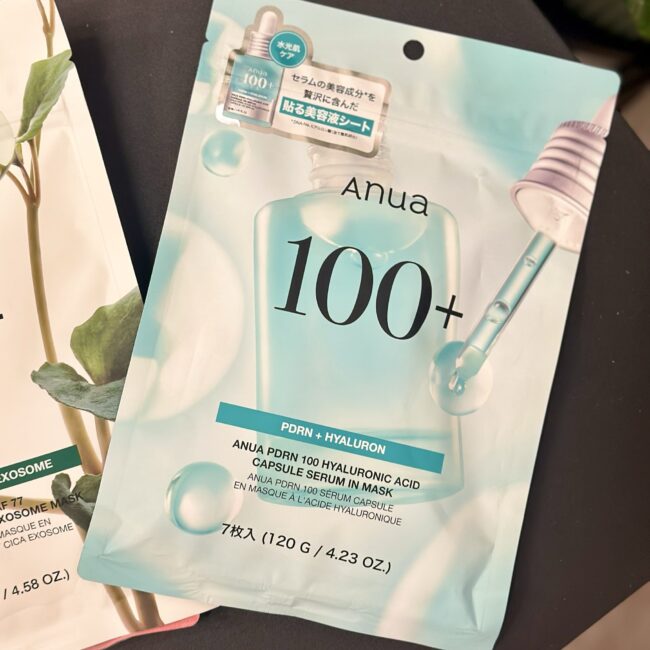 水光肌
ケア
Anua
100+
セラムの美容成分*を
贅沢に含んだ
貼る美容液シート
Anua
100+
PDRN + HYALURON
ANUA PDRN 100 HYALURONIC ACID
CAPSULE SERUM IN MASK
ANUA PDRN 100 SÉRUM CAPSULE
EN MASQUE À L'ACIDE HYALURONIQUE
7枚入 (120 G / 4.23 OZ.)
EXOSOME
AF 77
EXOSOME MASK
MASQUE EN
CICA EXOSOME
/ 4.58 OZ.)